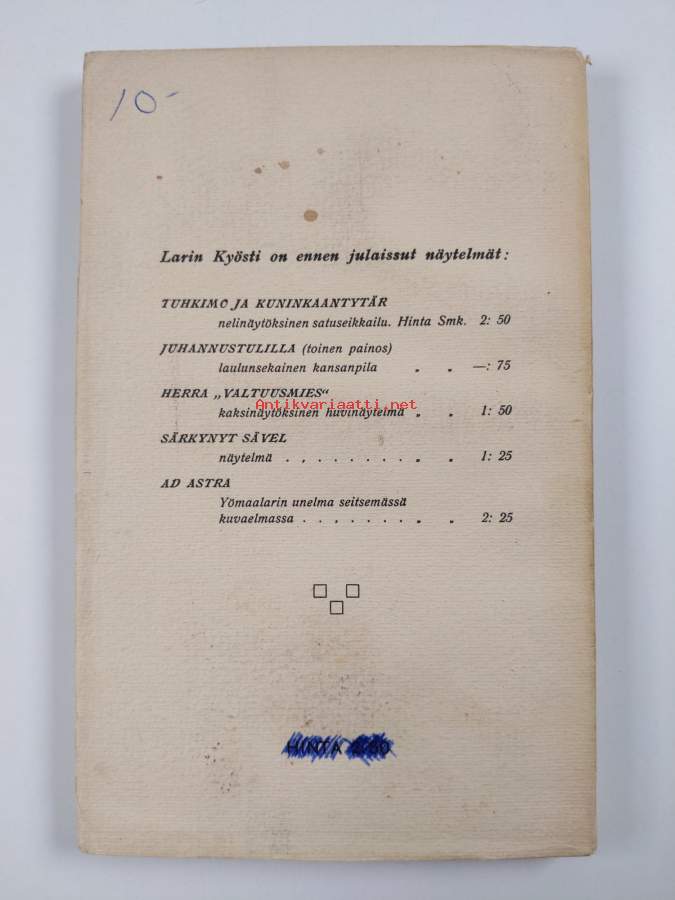 10-
Larin Kyösti on ennen julaissut näytelmät:
TUHKIMO JA KUNINKAANTYTÄR
nelinäytöksinen satuseikkailu. Hinta Smk. 2: 50
JUHANNUSTULILLA (toinen painos)
laulunsekainen kansanpila „ „ —: 75
HERRA „VALTUUSMIES“
Antikvariaatti.net
kaksinäytöksinen huvinäytelmä „ „ 1: 50
SÄRKYNYT SÄVEL
näytelmä . . . . . . . . „ „ 1: 25
AD ASTRA
Yömaalarin unelma seitsemässä
kuvaelmassa . . . . . . . „ „ 2: 25
HINTA